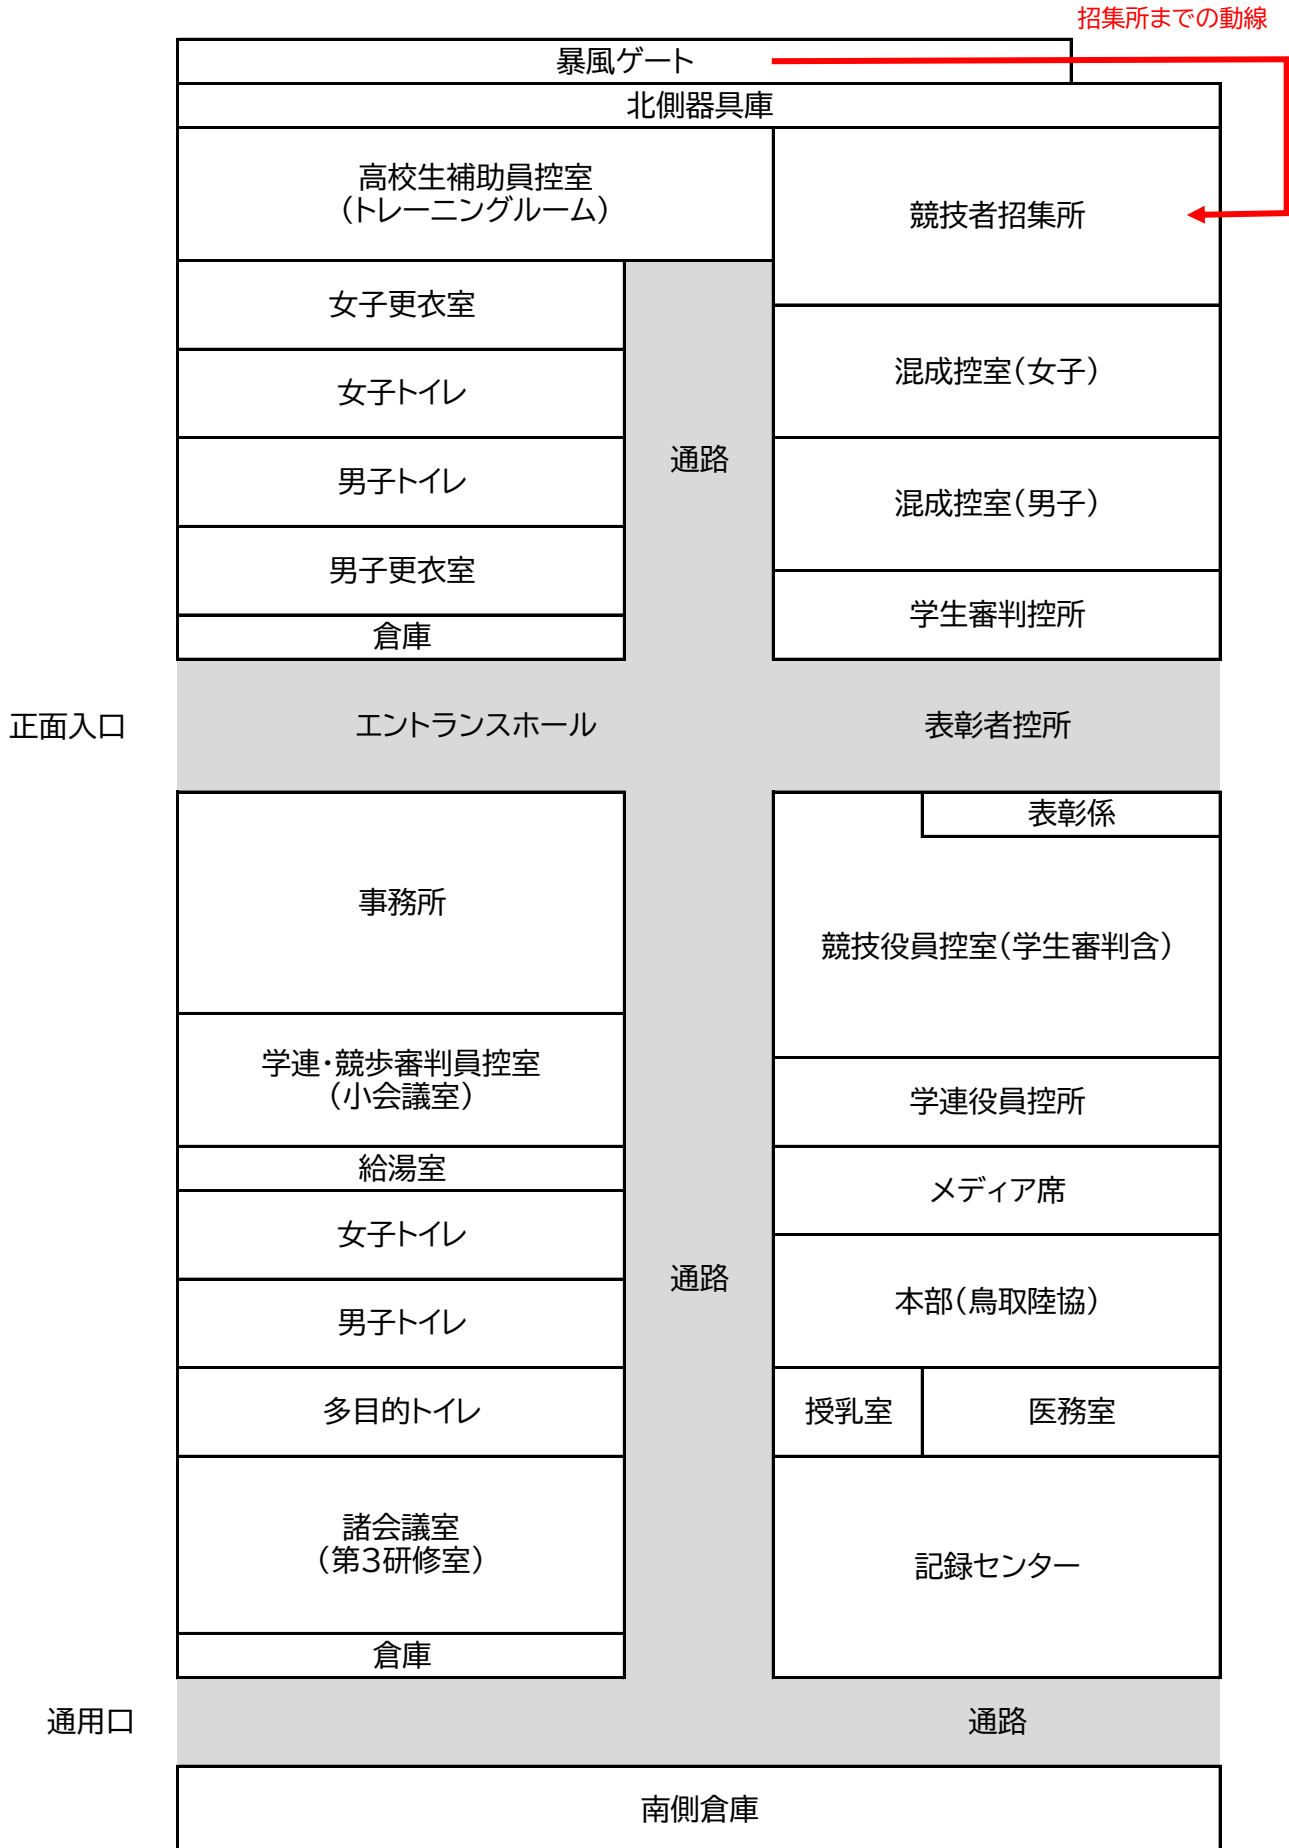 招集所までの動線
暴風ゲート
北側器具庫
高校生補助員控室
（トレーニングルーム）
競技者招集所
女子更衣室
混成控室（女子）
女子トイレ
通路
男子トイレ
混成控室（男子）
男子更衣室
学生審判控所
倉庫
正面入口
エントランスホール
表彰者控所
表彰係
事務所
競技役員控室（学生審判含）
学連・競歩審判員控室
（小会議室）
学連役員控所
給湯室
メディア席
女子トイレ
通路
本部（鳥取陸協）
男子トイレ
多目的トイレ
授乳室
医務室
諸会議室
（第3研修室）
記録センター
倉庫
通用口
通路
南側倉庫